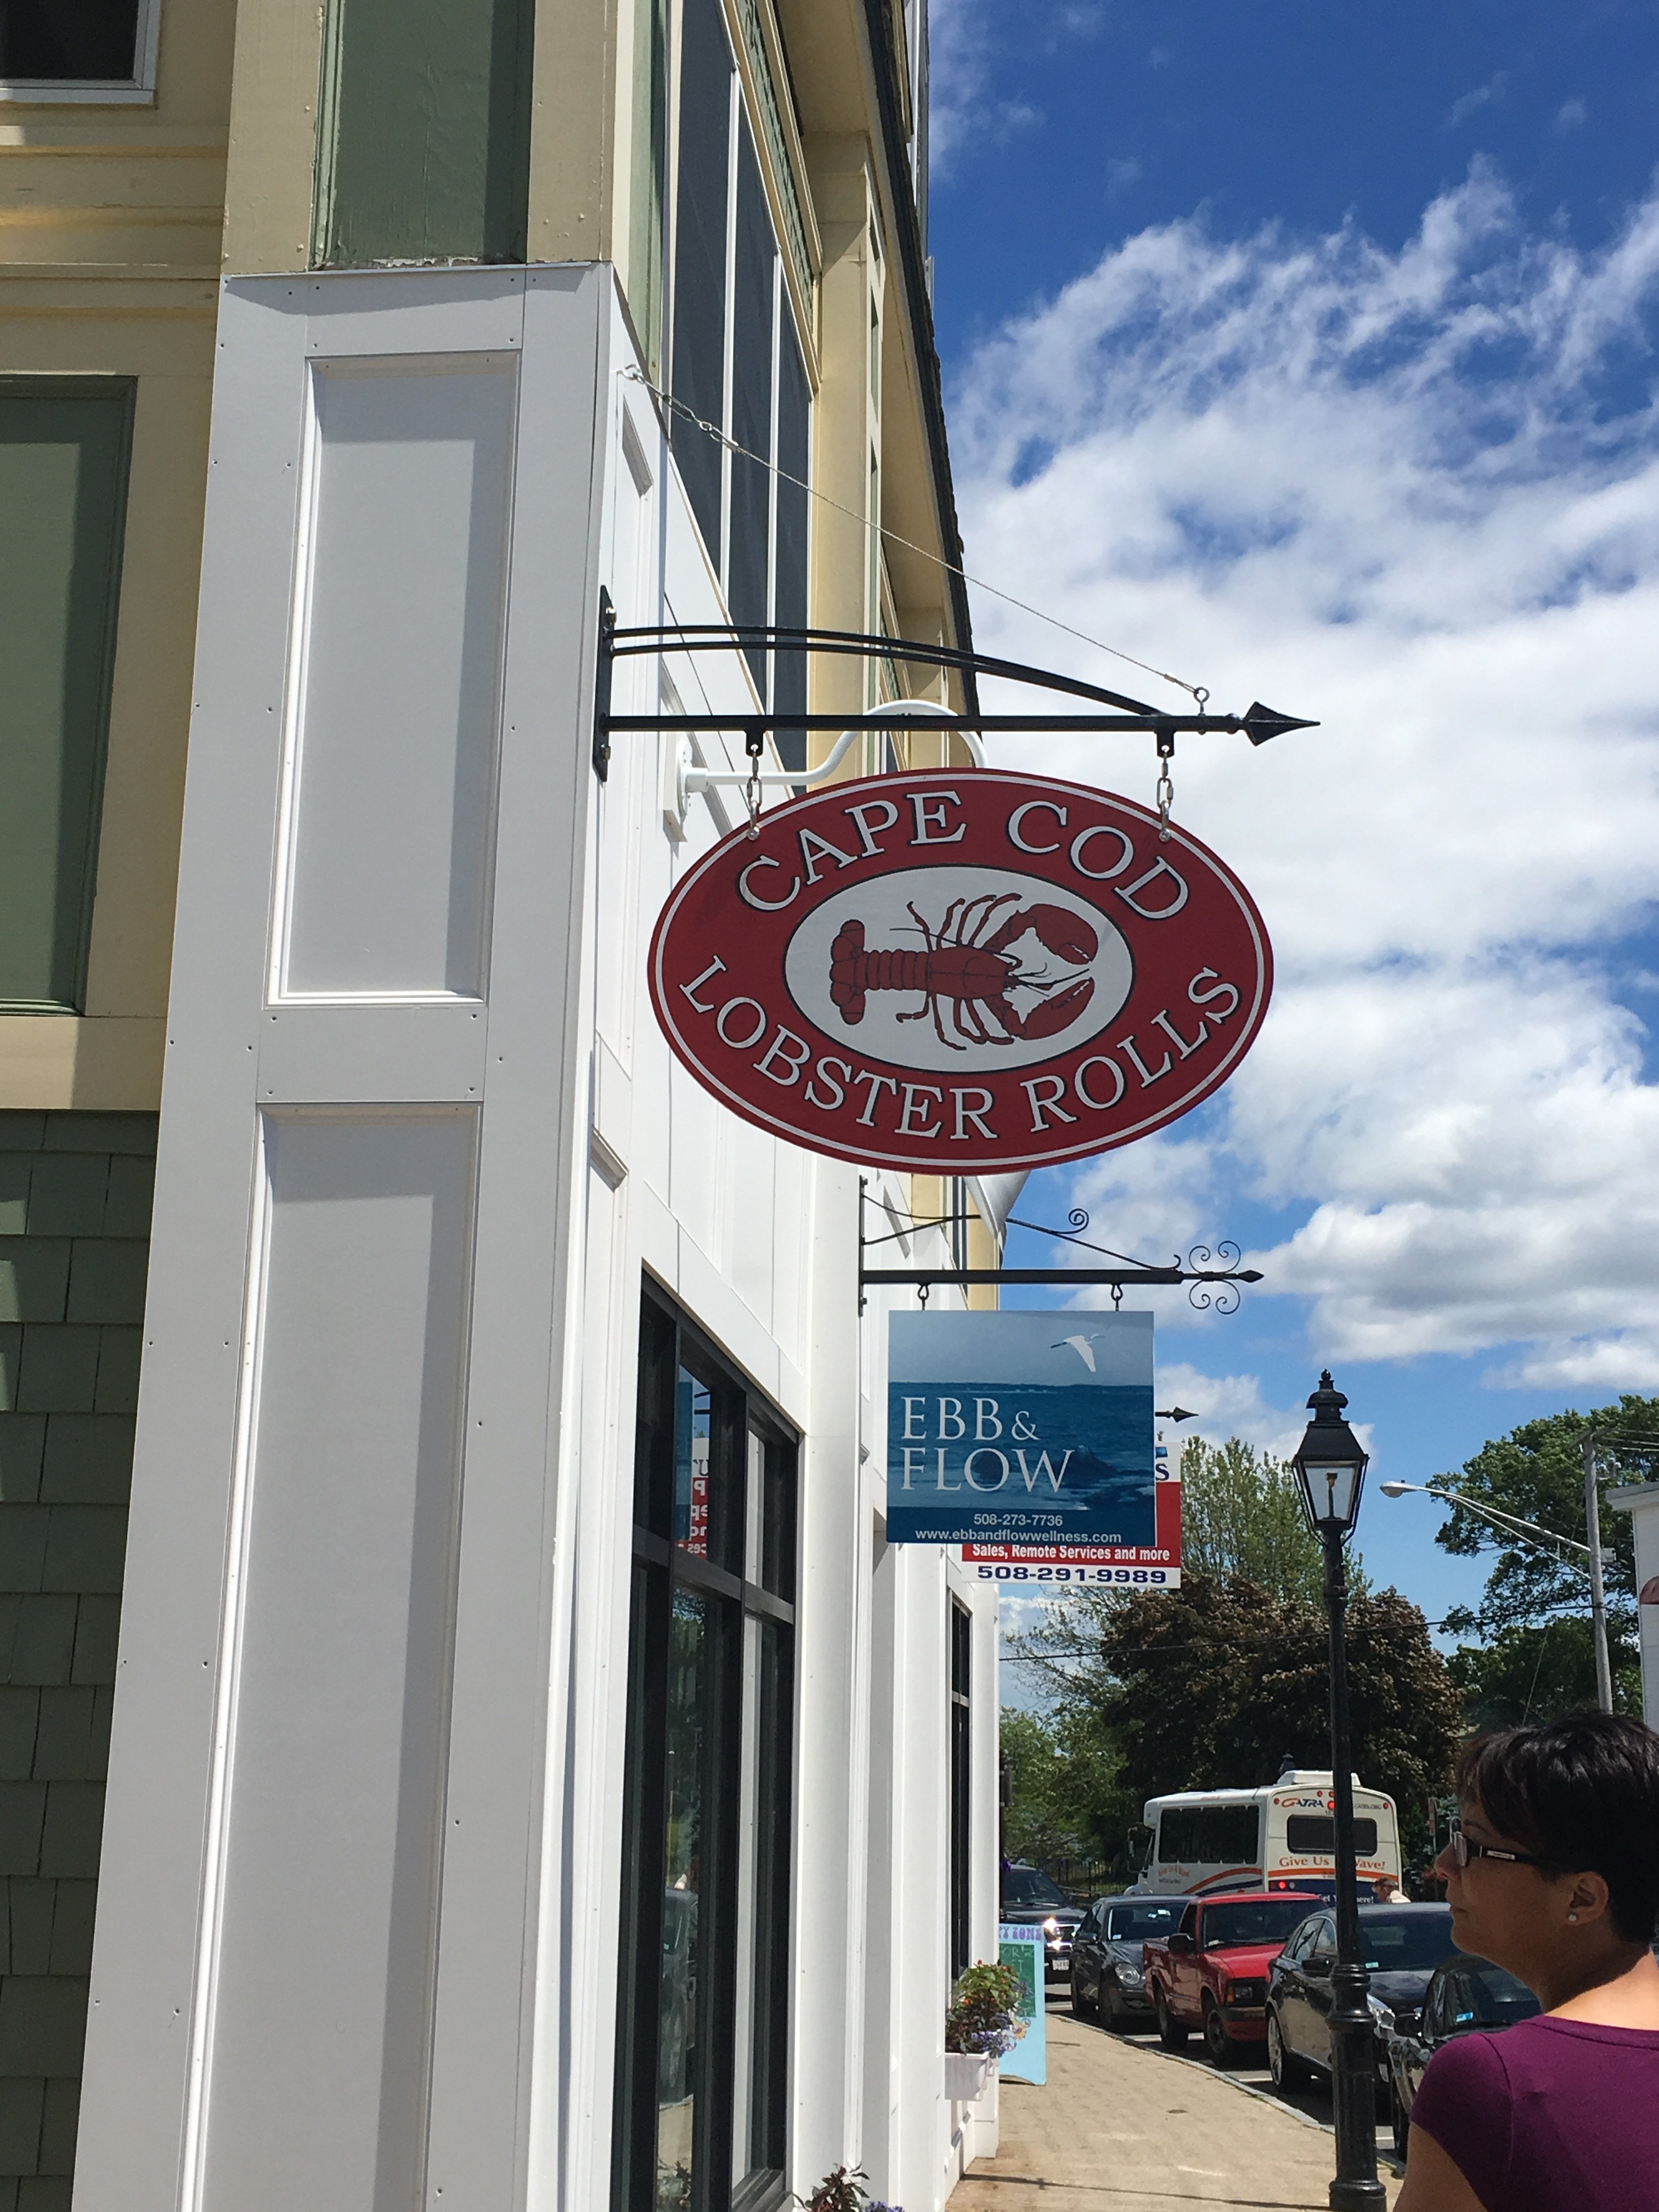 CAPE COD
LOBSTER ROLLS
EBB &
FLOW
508-273-7736
www.ebbandflowwellness.com
S
Sales, Remote Services and more
508-291-9989
GATRA
Give Us Wave!